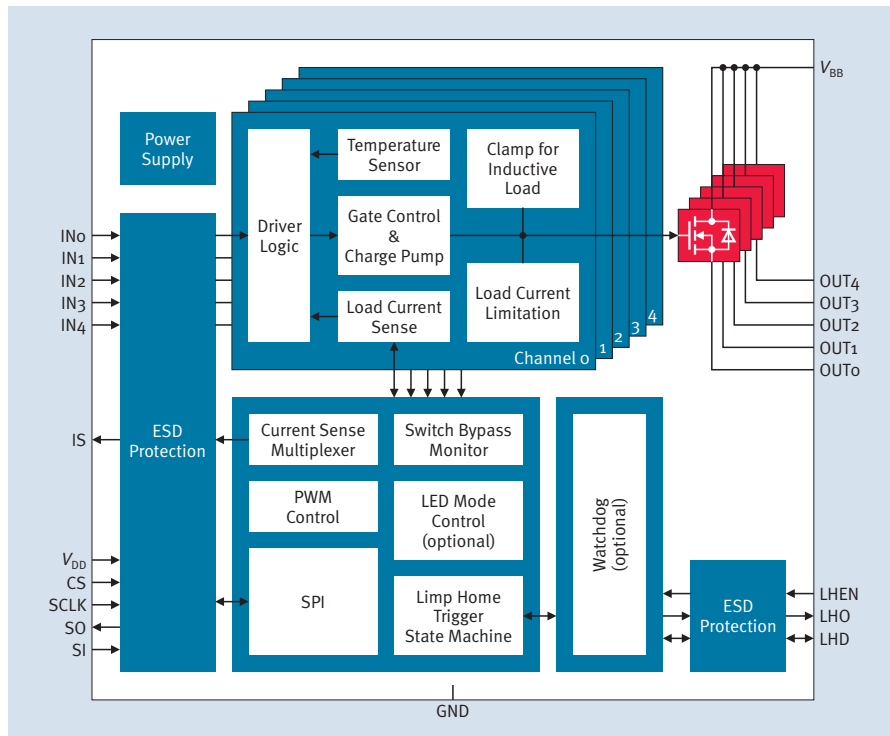 V_BB
Power
Supply
Driver
Logic
Temperature
Sensor
Clamp for
Inductive
Load
Gate Control
&
Charge Pump
Load Current
Sense
Load Current
Limitation
Channel 0
1
2
3
4
IN0
IN1
IN2
IN3
IN4
OUT4
OUT3
OUT2
OUT1
OUT0
ESD
Protection
IS
V_DD
CS
SCLK
SO
SI
Current Sense
Multiplexer
Switch Bypass
Monitor
PWM
Control
LED Mode
Control
(optional)
SPI
Limp Home
Trigger
State Machine
Watchdog
(optional)
ESD
Protection
LHEN
LHO
LHD
GND